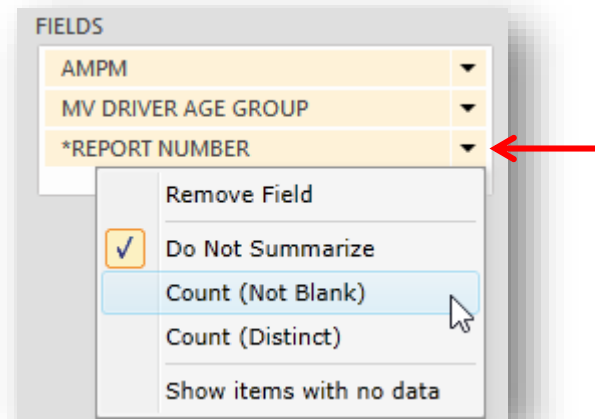 FIELDS
AMPM
MV DRIVER AGE GROUP
*REPORT NUMBER
Remove Field
Do Not Summarize
Count (Not Blank)
Count (Distinct)
Show items with no data